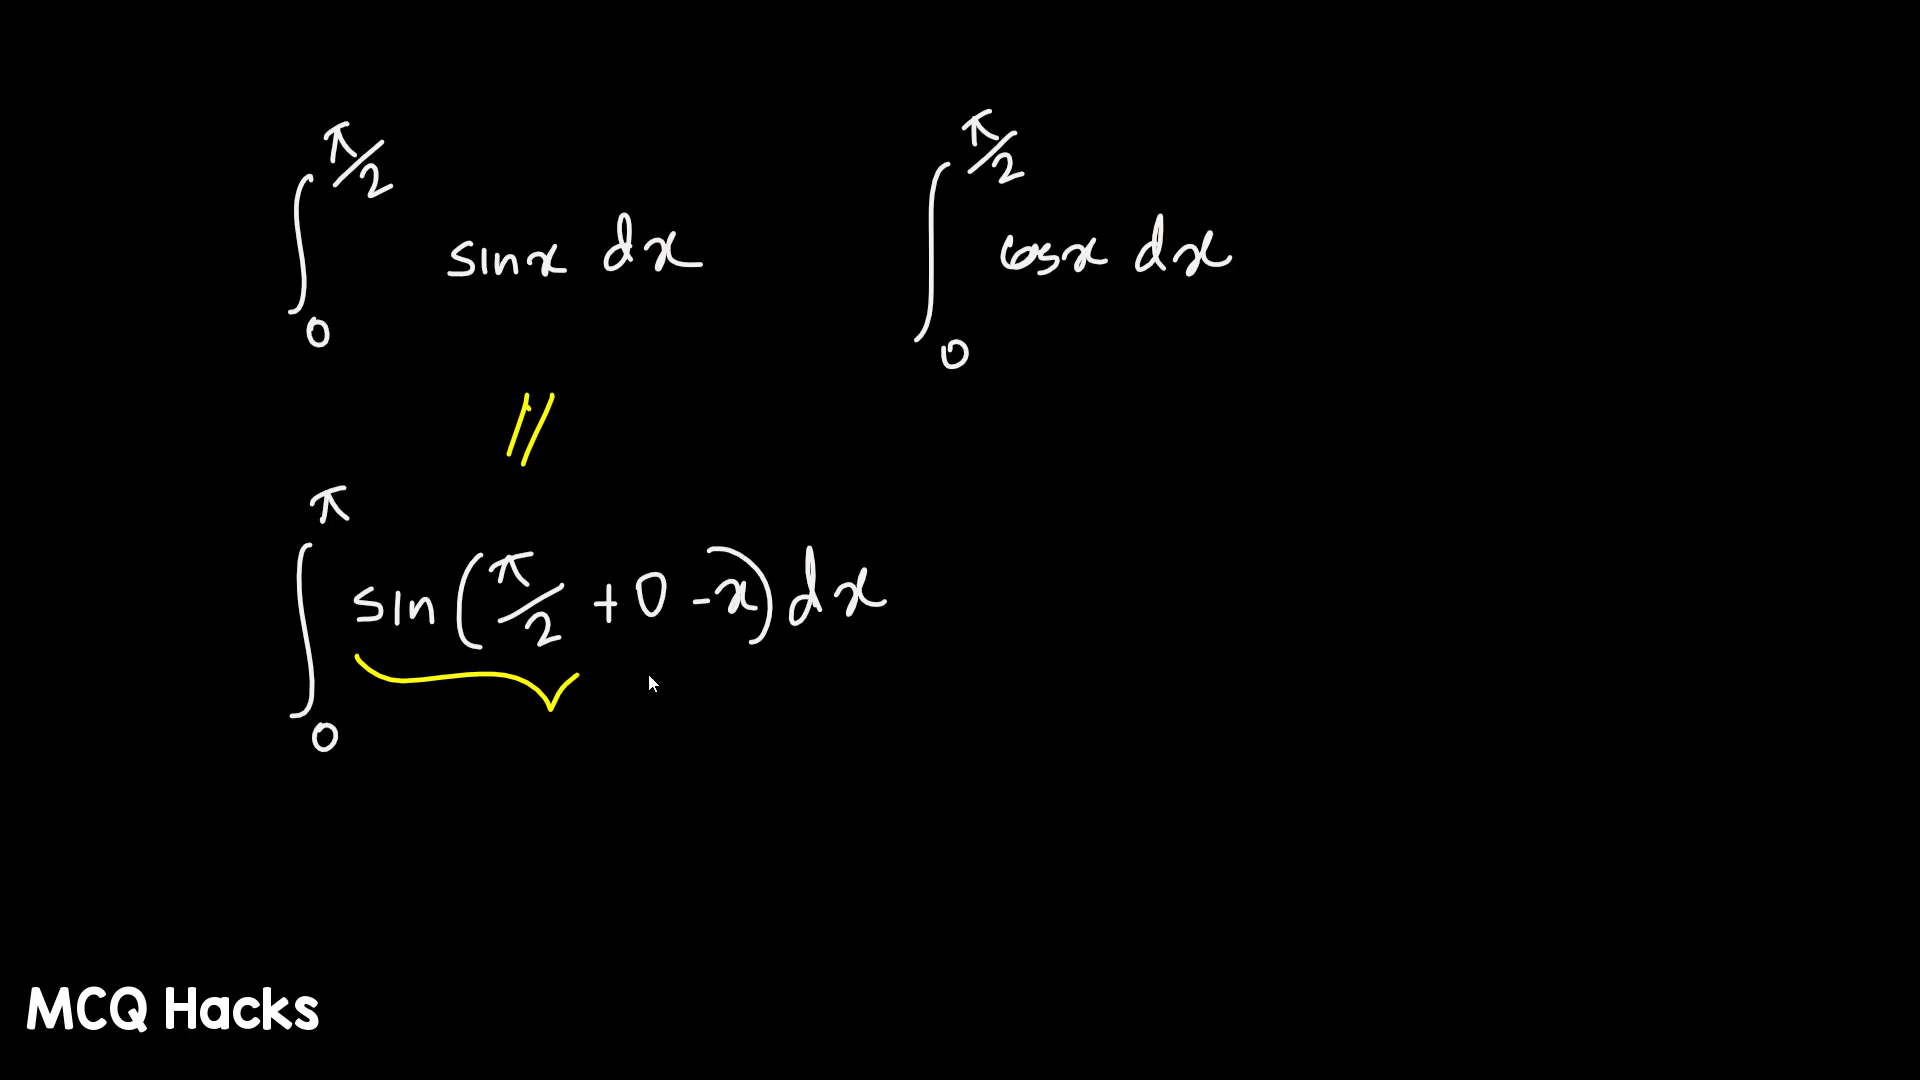 ∫₀^{π/2} sinx dx    ∫₀^{π/2} cosx dx
//
∫₀^{π} sin(π/2 + 0 - x) dx
MCQ Hacks